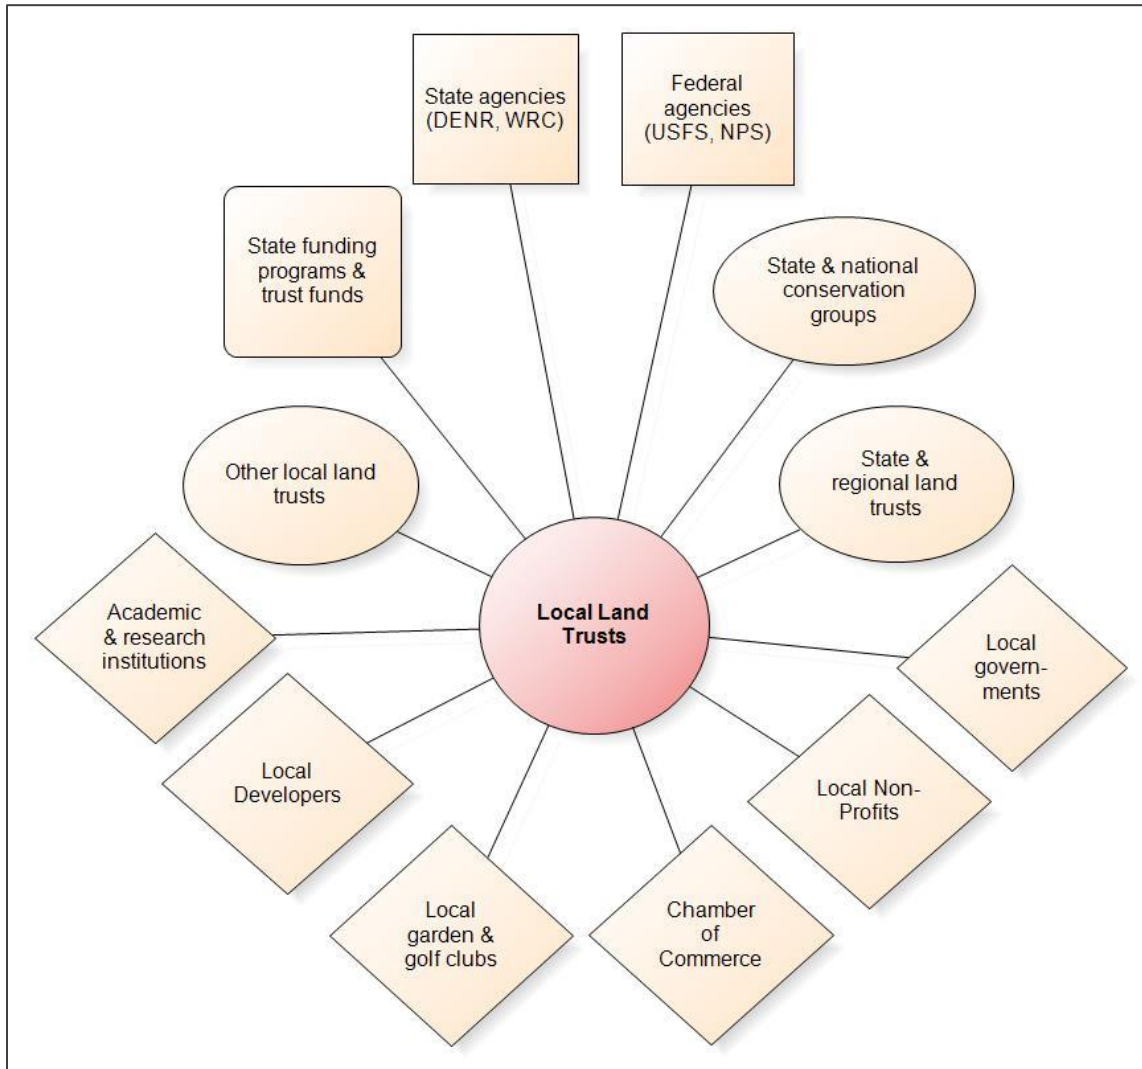 State agencies
(DENR, WRC)
Federal
agencies
(USFS, NPS)
State funding
programs &
trust funds
State & national
conservation
groups
Other local land
trusts
State &
regional land
trusts
Local Land
Trusts
Academic
& research
institutions
Local
govern-
ments
Local
Developers
Local Non-
Profits
Local
garden &
golf clubs
Chamber
of
Commerce